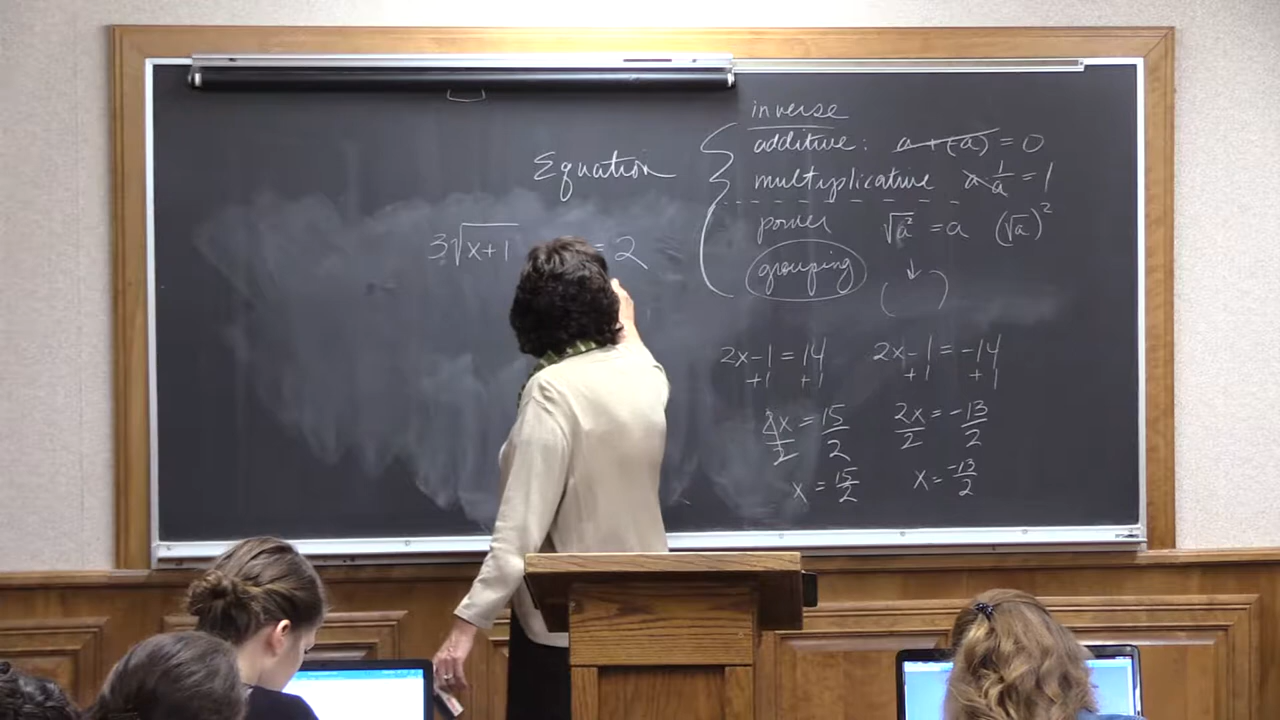 Equation
3√(x+1) = 2
inverse
additive: a + (-a) = 0
multiplicative a · 1/a = 1
power √a² = a (√a)²
grouping ↓ ( )
2x-1 = 14 2x-1 = -14
+1 +1 +1 +1
2x/2 = 15/2 2x/2 = -13/2
x = 15/2 x = -13/2